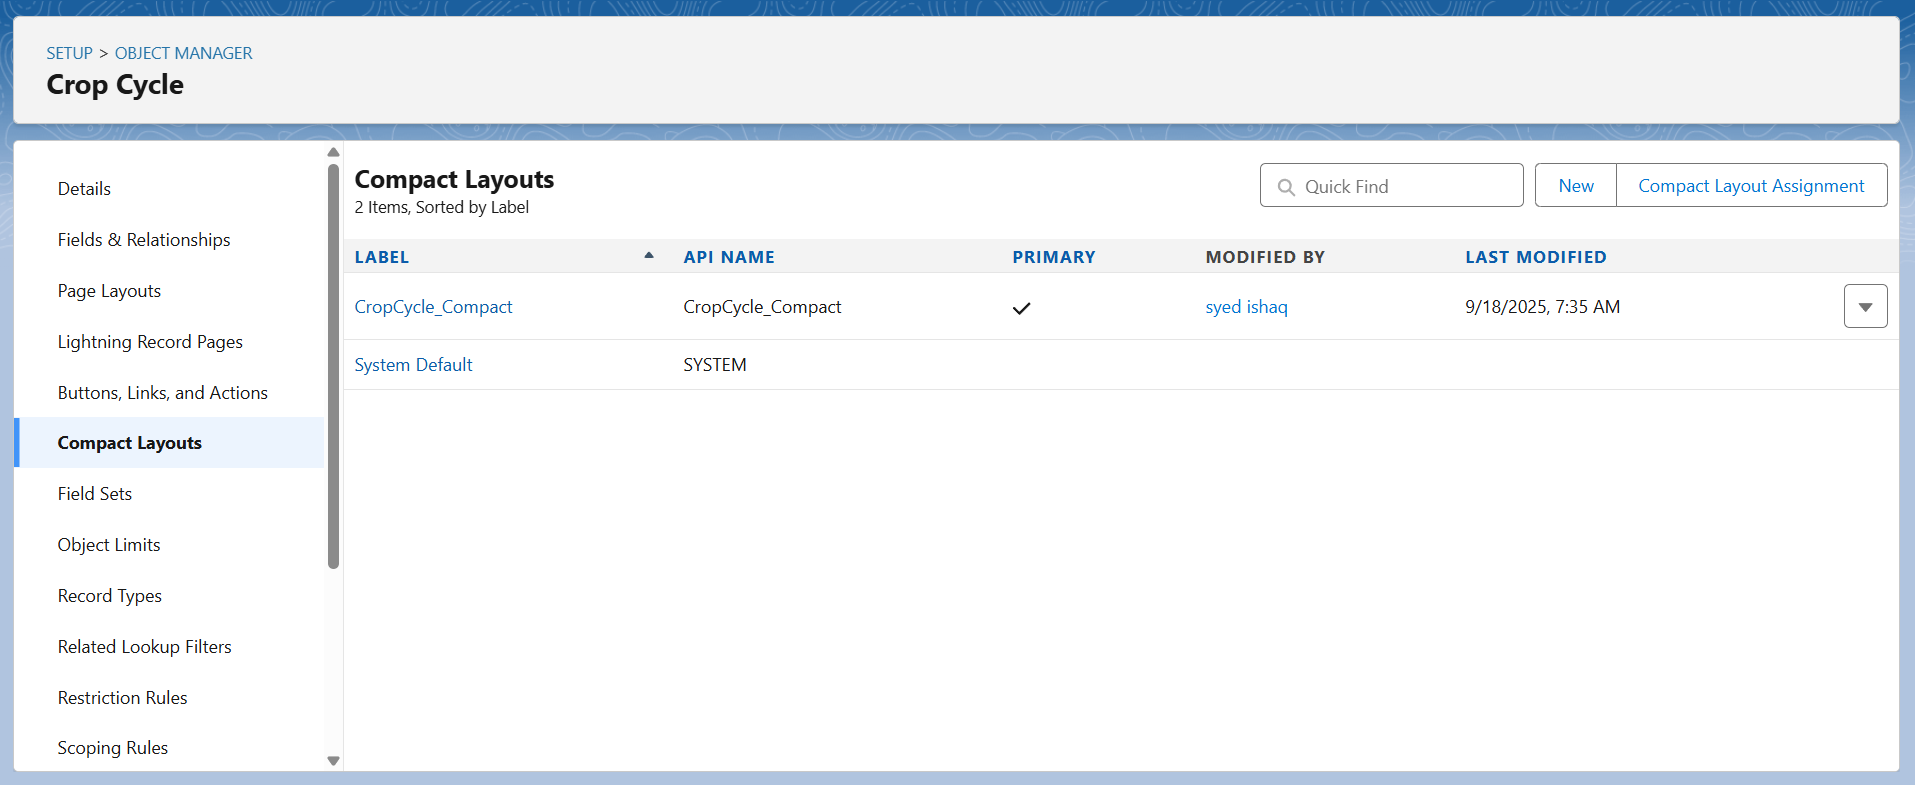 SETUP > OBJECT MANAGER
Crop Cycle
Details
Fields & Relationships
Page Layouts
Lightning Record Pages
Buttons, Links, and Actions
Compact Layouts
Field Sets
Object Limits
Record Types
Related Lookup Filters
Restriction Rules
Scoping Rules
Compact Layouts
2 Items, Sorted by Label
Quick Find
New
Compact Layout Assignment
LABEL API NAME PRIMARY MODIFIED BY LAST MODIFIED
CropCycle_Compact CropCycle_Compact syed ishaq 9/18/2025, 7:35 AM
System Default SYSTEM